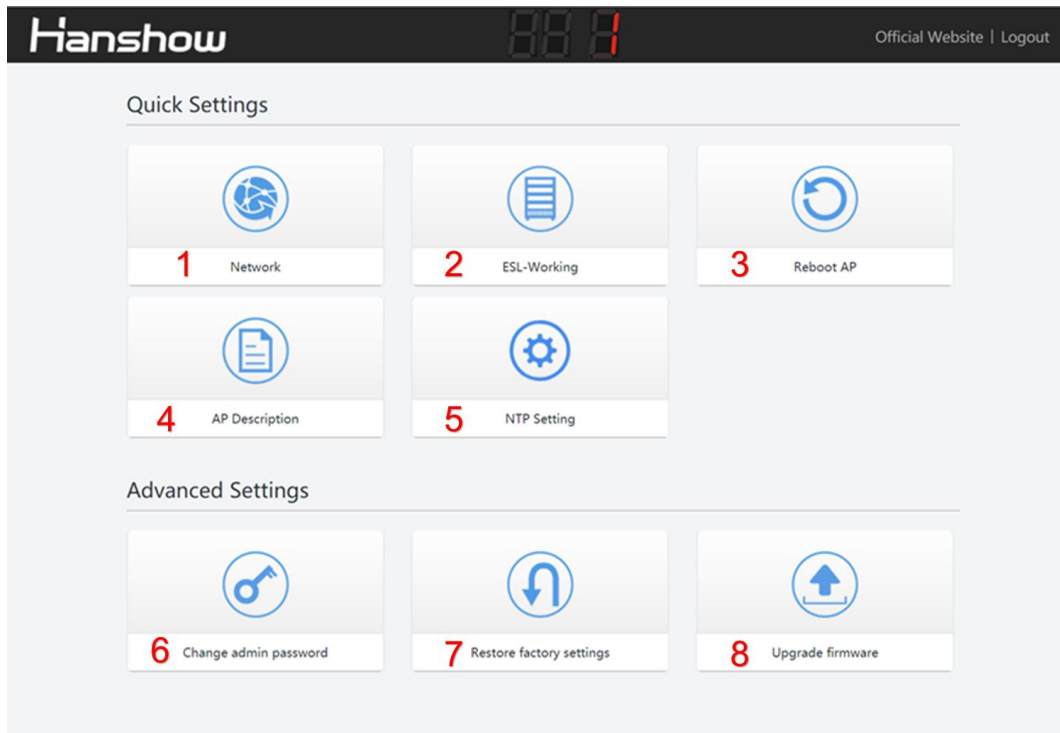 Hanshow
1
Official Website | Logout
Quick Settings
1 Network
2 ESL-Working
3 Reboot AP
4 AP Description
5 NTP Setting
Advanced Settings
6 Change admin password
7 Restore factory settings
8 Upgrade firmware